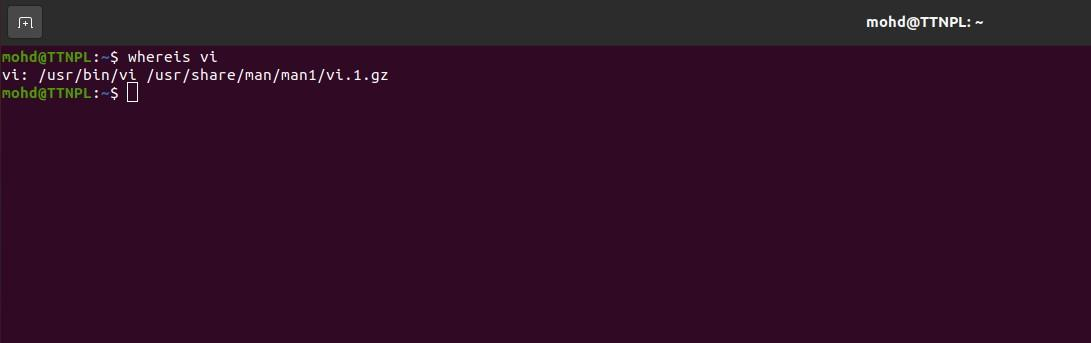 mohd@TTNPL: ~
mohd@TTNPL:~$ whereis vi
vi: /usr/bin/vi /usr/share/man/man1/vi.1.gz
mohd@TTNPL:~$